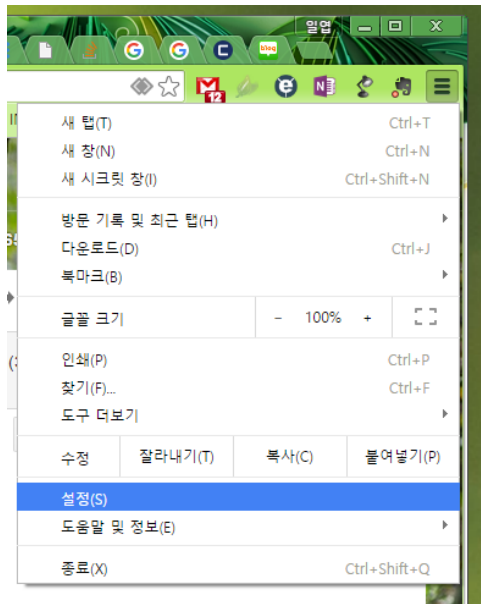 일엽
blog
12
새 탭(T) Ctrl+T
새 창(N) Ctrl+N
새 시크릿 창(I) Ctrl+Shift+N
방문 기록 및 최근 탭(H)
다운로드(D) Ctrl+J
북마크(B)
글꼴 크기 - 100% +
인쇄(P) Ctrl+P
찾기(F)... Ctrl+F
도구 더보기
수정 잘라내기(T) 복사(C) 붙여넣기(P)
설정(S)
도움말 및 정보(E)
종료(X) Ctrl+Shift+Q